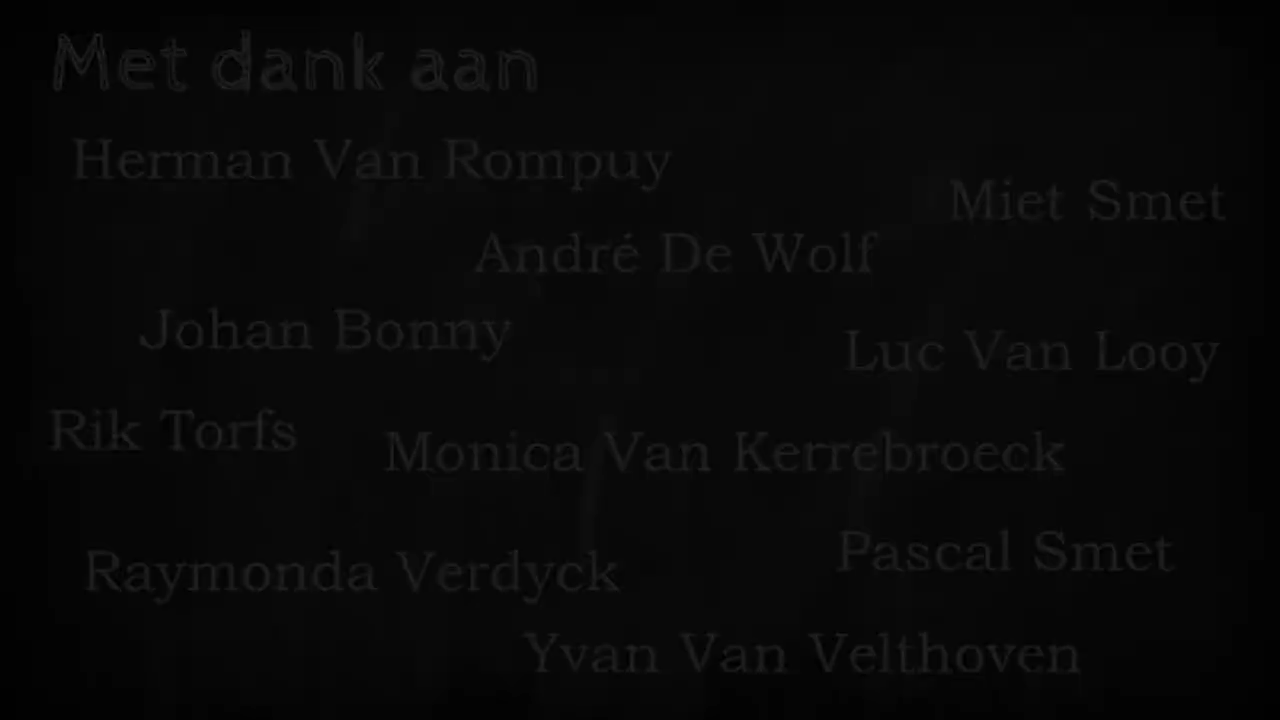 Met dank aan
Herman Van Rompuy
Miet Smet
André De Wolf
Johan Bonny
Luc Van Looy
Rik Torfs
Monica Van Kerrebroeck
Pascal Smet
Raymonda Verdyck
Yvan Van Velthoven